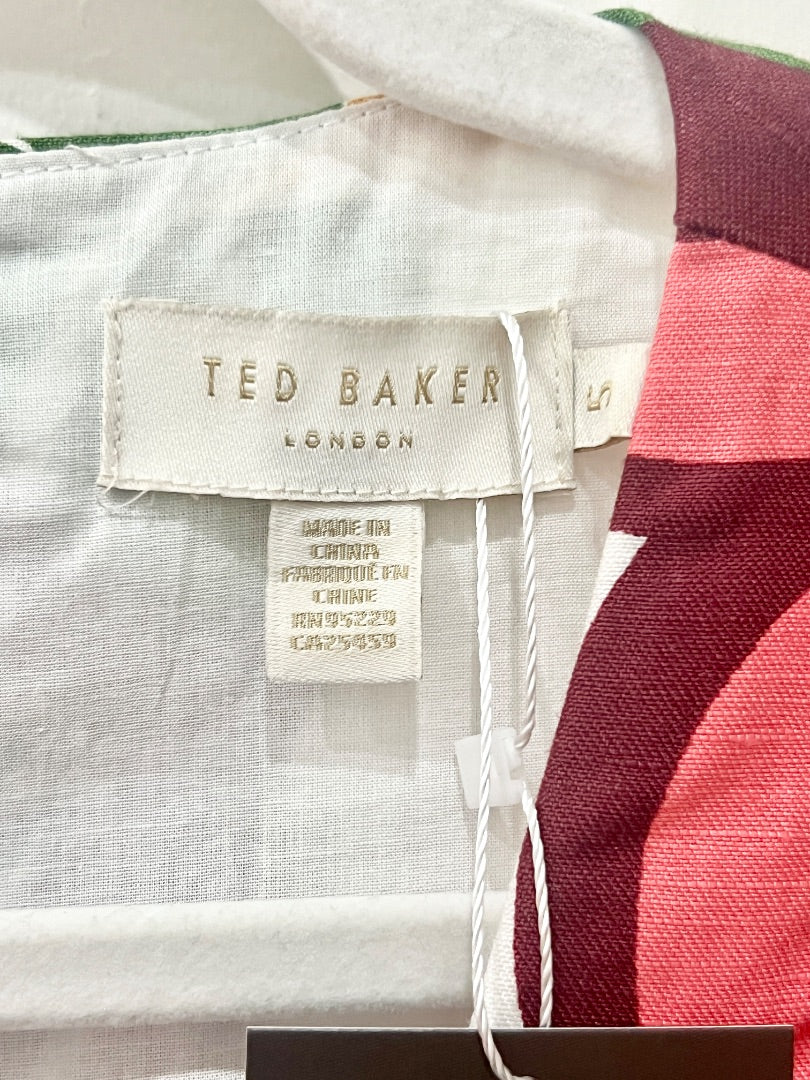 TED BAKER
LONDON
5
MADE IN
CHINA
FABRIQUÉ EN
CHINE
RN95229
CA25459